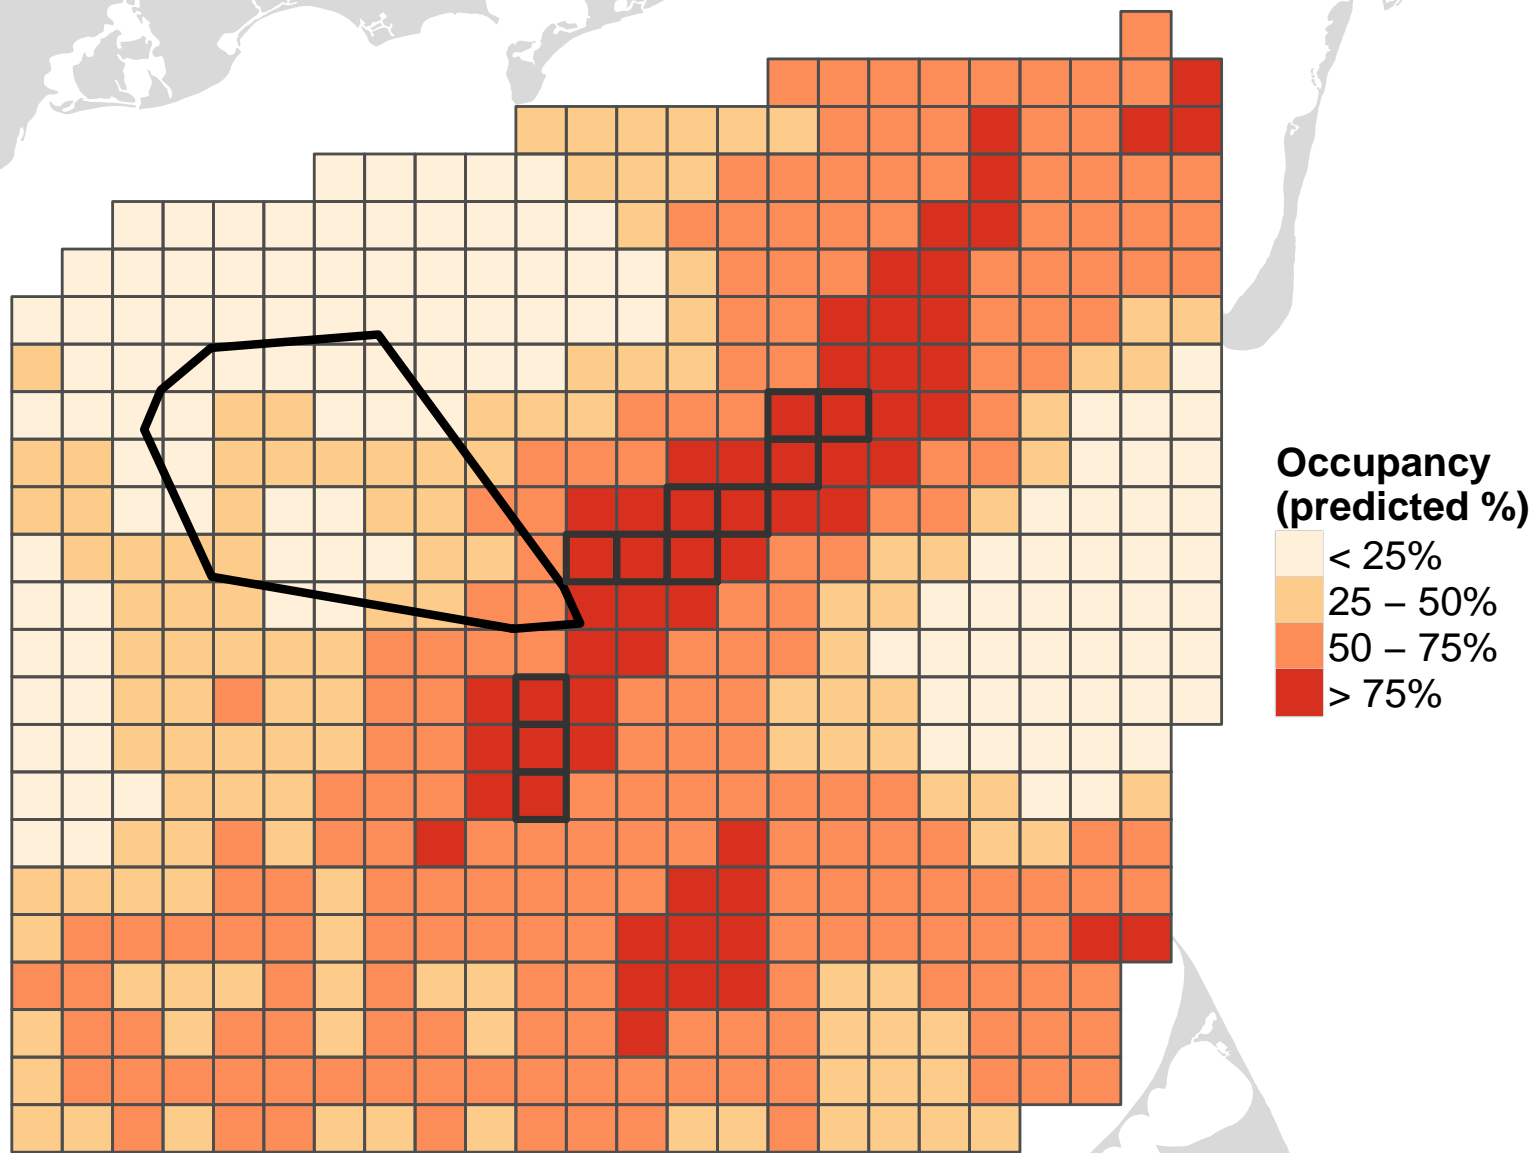 Occupancy
(predicted %)
< 25%
25 – 50%
50 – 75%
> 75%